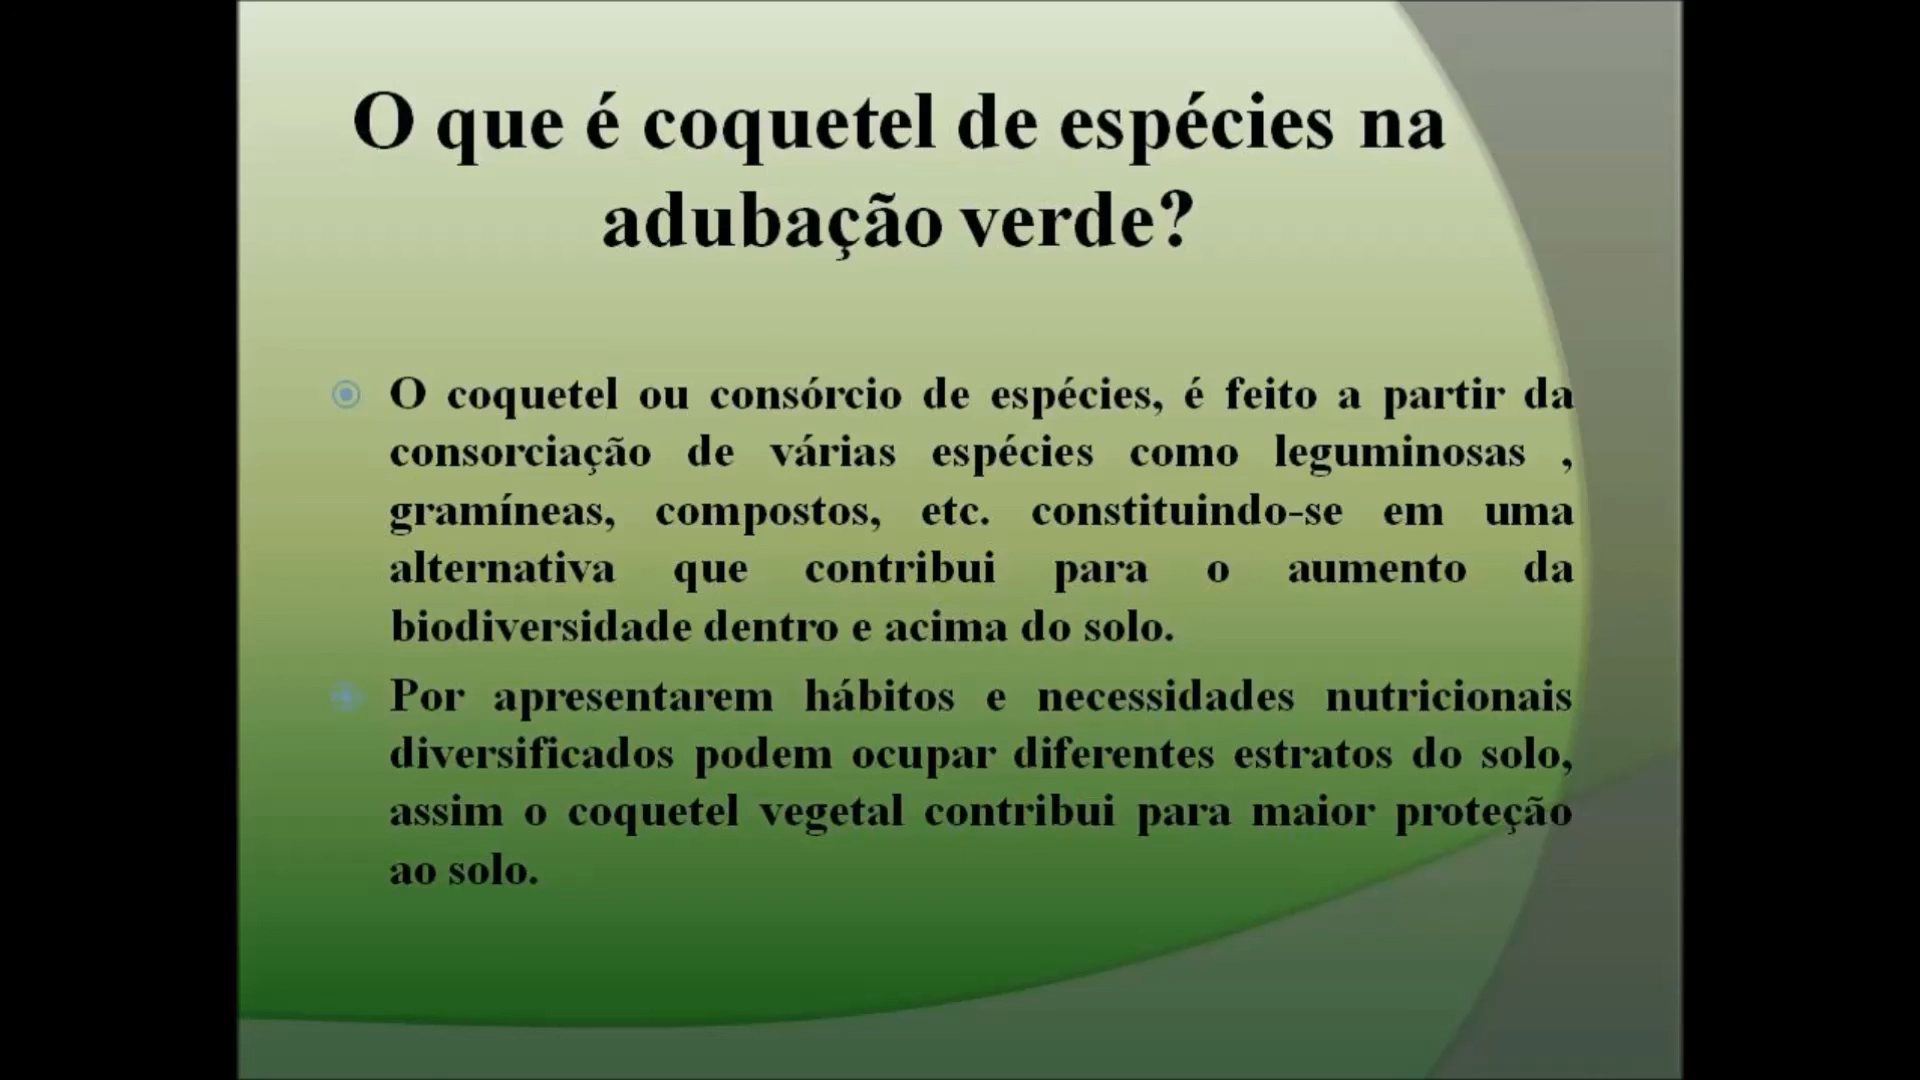 O que é coquetel de espécies na
adubação verde?
O coquetel ou consórcio de espécies, é feito a partir da
consorciação de várias espécies como leguminosas ,
gramíneas, compostos, etc. constituindo-se em uma
alternativa que contribui para o aumento da
biodiversidade dentro e acima do solo.
Por apresentarem hábitos e necessidades nutricionais
diversificados podem ocupar diferentes estratos do solo,
assim o coquetel vegetal contribui para maior proteção
ao solo.